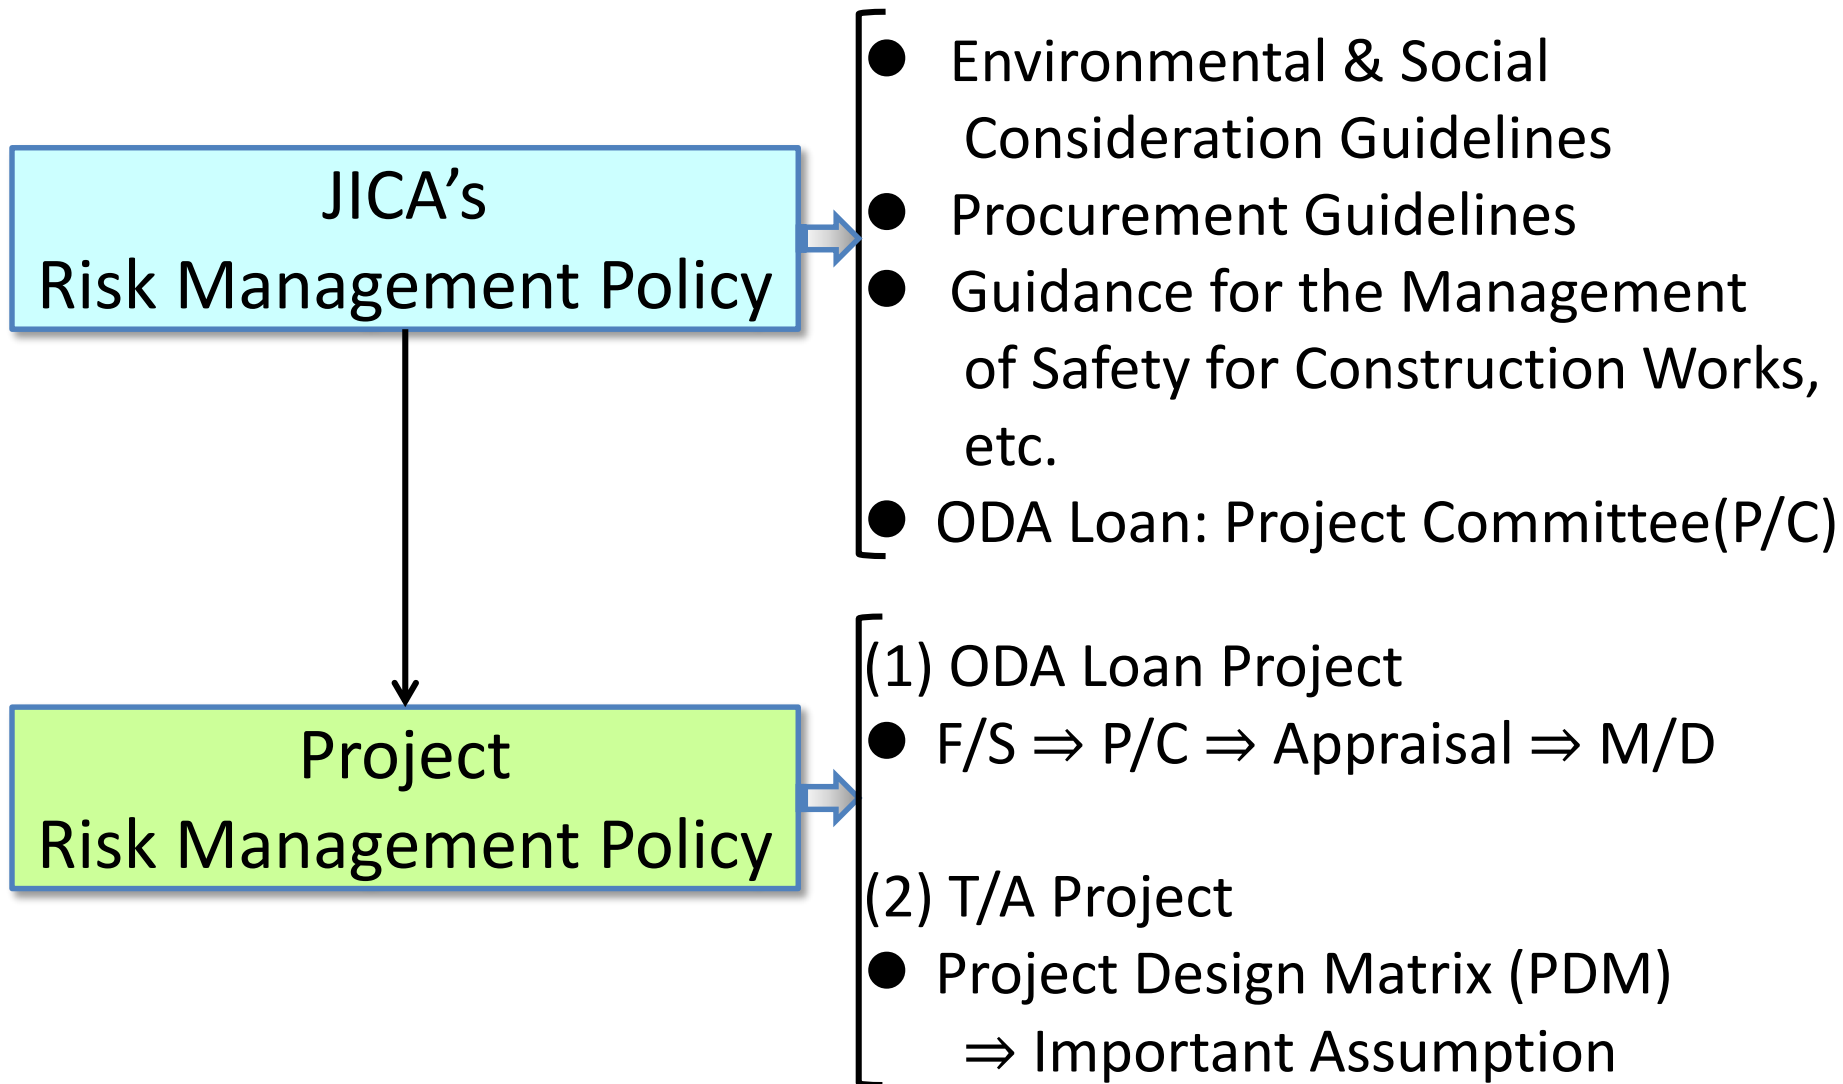 JICA’s
Risk Management Policy
● Environmental & Social
Consideration Guidelines
● Procurement Guidelines
● Guidance for the Management
of Safety for Construction Works,
etc.
● ODA Loan: Project Committee(P/C)
Project
Risk Management Policy
(1) ODA Loan Project
● F/S ⇒ P/C ⇒ Appraisal ⇒ M/D
(2) T/A Project
● Project Design Matrix (PDM)
⇒ Important Assumption